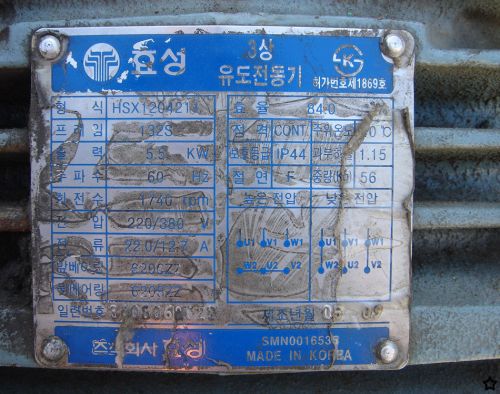 효성
3상
유도전동기
K
허가번호제1869호
형 식 HSX1204211 효 율 84.0
프레임 132S 정 격 CONT. 주위온도 40℃
출 력 5.5 KW 보호등급 IP44 1.15
주파수 60 Hz 절 연 F 중량(Kg) 56
회전수 1740 rpm 높은 전압 낮은 전압
전 압 220/380 V
전 류 22.0/12.7 A U1 V1 W1 U1 V1 W1
6206ZZ W2 U2 V2 W2 U2 V2
6206ZZ
일련번호 제조년월
주식회사 효성
SMN0016535
MADE IN KOREA